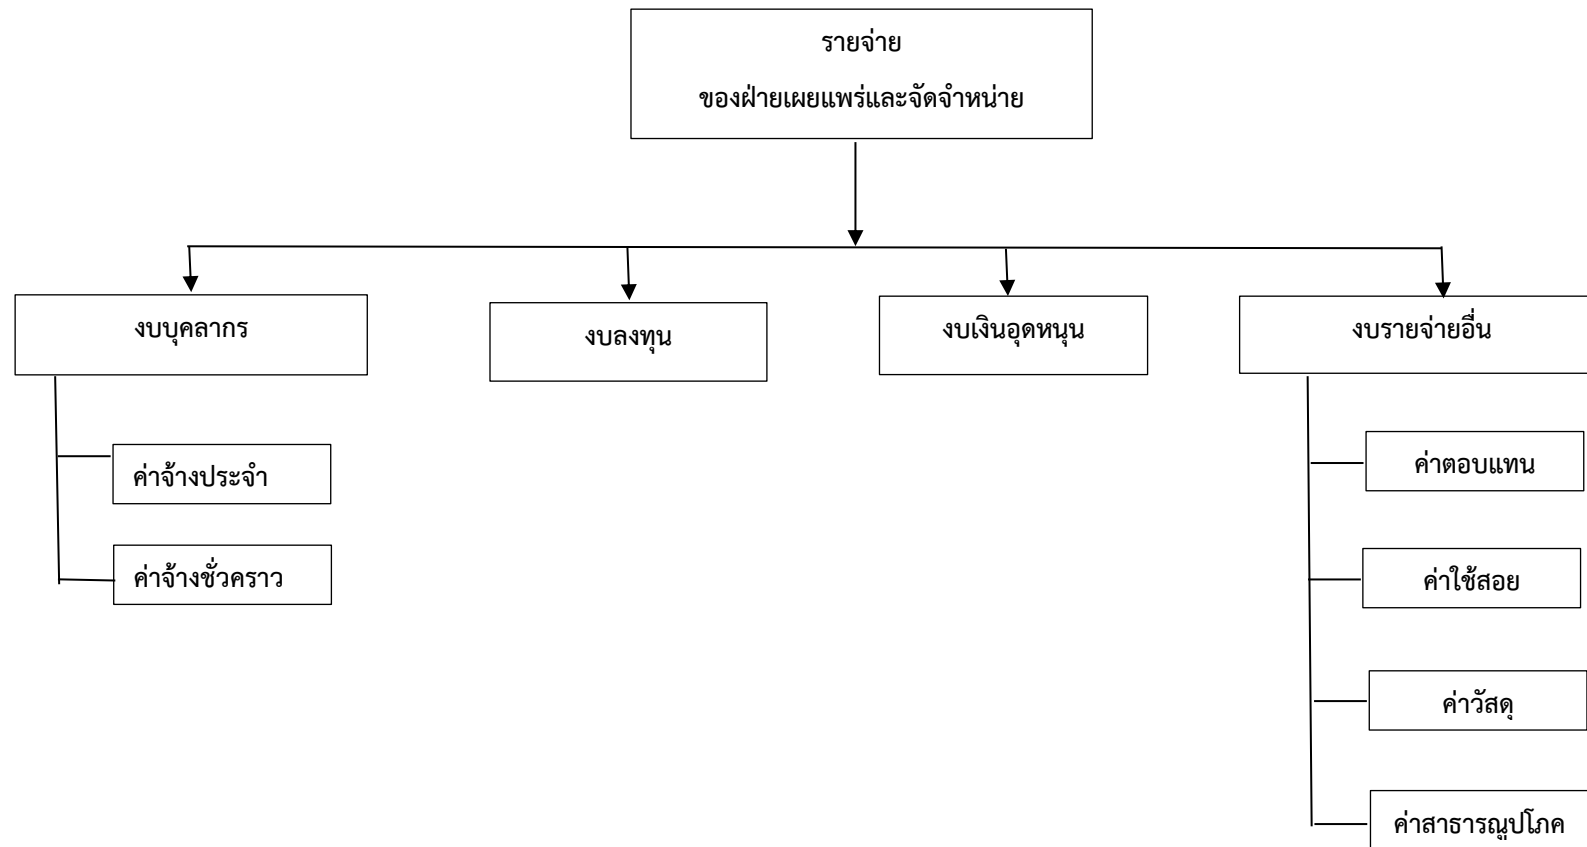 รายจ่าย
ของฝ่ายเผยแพร่และจัดจำหน่าย
งบบุคลากร
งบลงทุน
งบเงินอุดหนุน
งบรายจ่ายอื่น
ค่าจ้างประจำ
ค่าจ้างชั่วคราว
ค่าตอบแทน
ค่าใช้สอย
ค่าวัสดุ
ค่าสาธารณูปโภค